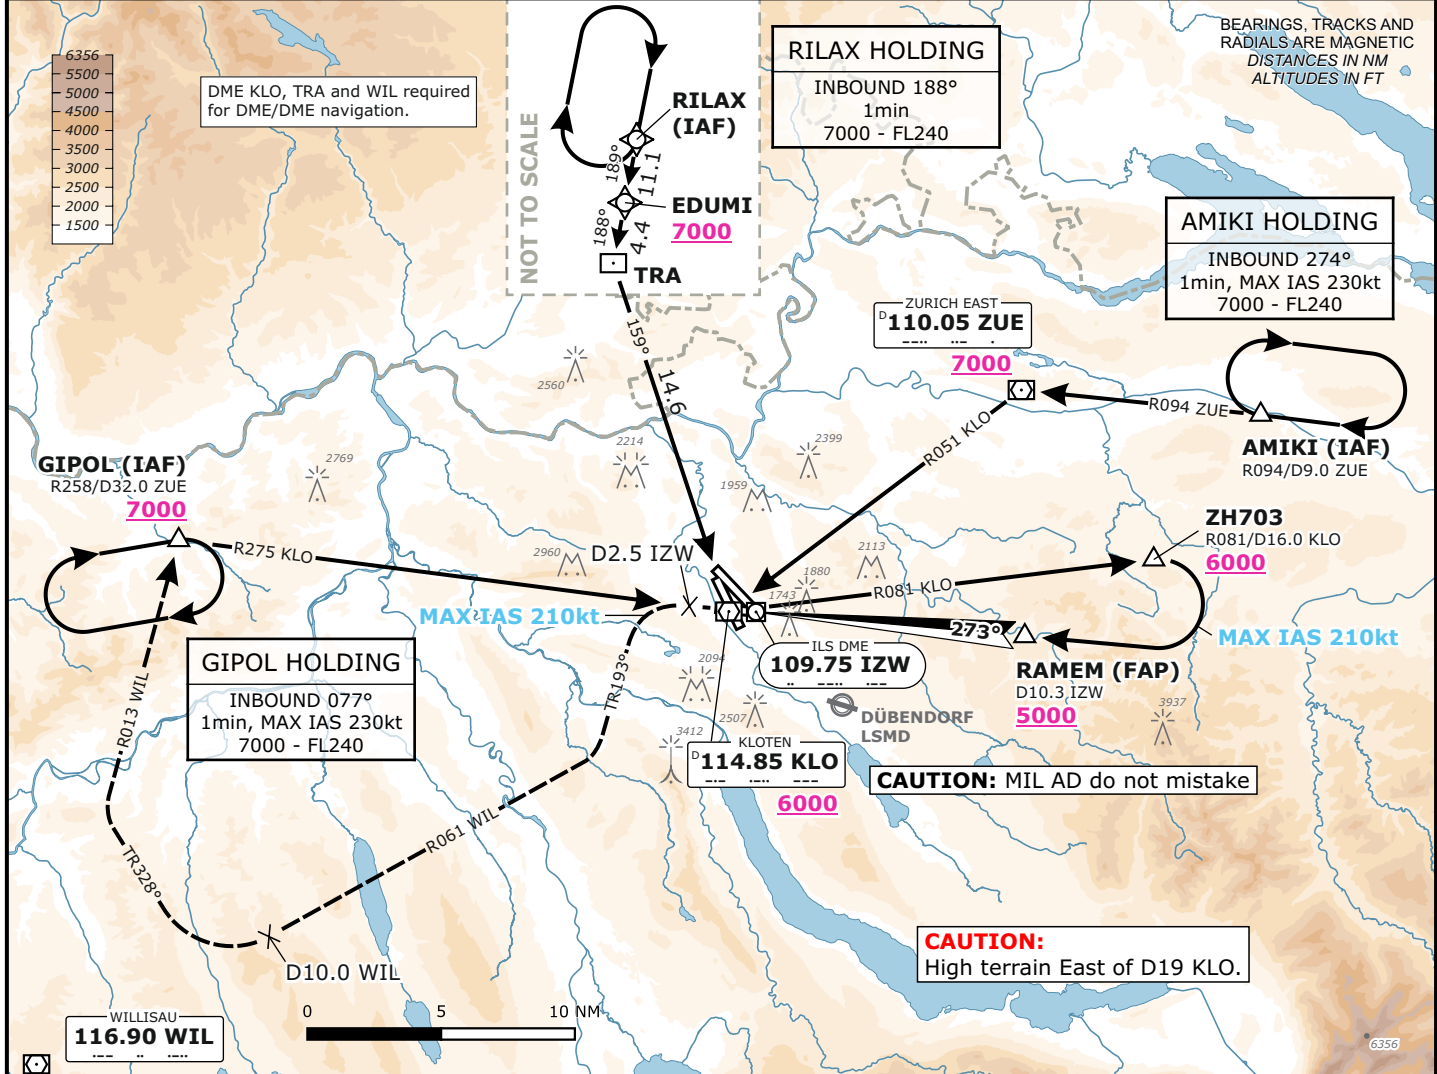 BEARINGS, TRACKS AND
RADIALS ARE MAGNETIC
DISTANCES IN NM
ALTITUDES IN FT
6356
5500
5000
4500
4000
3500
3000
2500
2000
1500
DME KLO, TRA and WIL required
for DME/DME navigation.
NOT TO SCALE
RILAX
(IAF)
189°
11.1
EDUMI
7000
188°
4.4
TRA
RILAX HOLDING
INBOUND 188°
1min
7000 - FL240
AMIKI HOLDING
INBOUND 274°
1min, MAX IAS 230kt
7000 - FL240
ZURICH EAST
D 110.05 ZUE
7000
159°
14.6
2560
R094 ZUE
AMIKI (IAF)
R094/D9.0 ZUE
R051 KLO
2214
2399
2769
1959
GIPOL (IAF)
R258/D32.0 ZUE
7000
R275 KLO
2960
D2.5 IZW
2113
1880
1743
ZH703
R081/D16.0 KLO
6000
R081 KLO
MAX IAS 210kt
273°
MAX IAS 210kt
ILS DME
109.75 IZW
RAMEM (FAP)
D10.3 IZW
5000
GIPOL HOLDING
INBOUND 077°
1min, MAX IAS 230kt
7000 - FL240
R013 WIL
TR193°
2094
2507
3412
3937
DÜBENDORF
LSMD
KLOTEN
D 114.85 KLO
6000
CAUTION: MIL AD do not mistake
R061 WIL
TR328°
D10.0 WIL
CAUTION:
High terrain East of D19 KLO.
WILLISAU
116.90 WIL
0 5 10 NM
6356